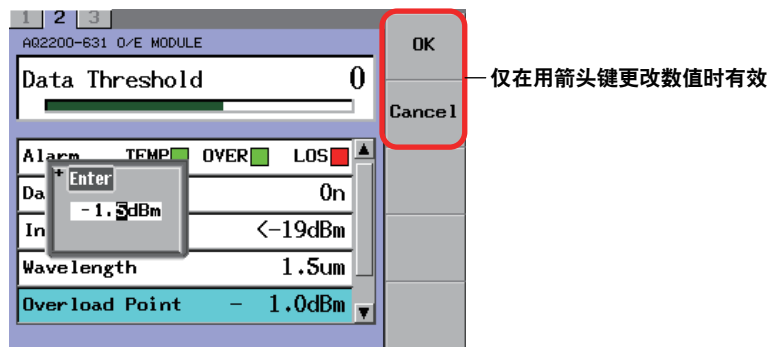 1 2 3
AQ2200-631 O/E MODULE
Data Threshold 0
Alarm TEMP OVER LOS
Da On
In <-19dBm
Wavelength 1.5um
Overload Point - 1.0dBm
+ Enter
-1.5dBm
OK
Cancel
仅在用箭头键更改数值时有效